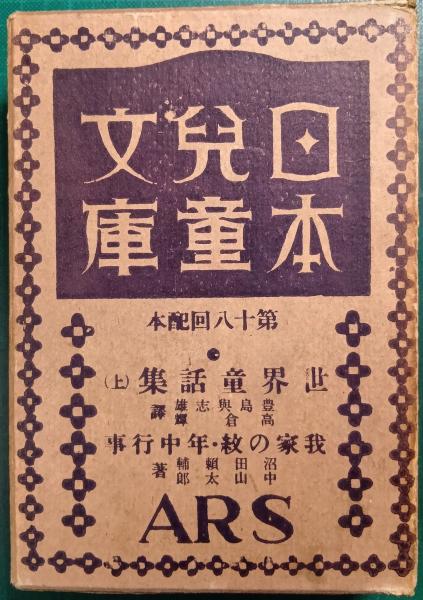 日本
兒童
文庫
第十八回配本
世界童話集(上)
豊島與志雄
高倉輝
譯
我家の紋・年中行事
沼田頼輔
中山太郎
著
ARS